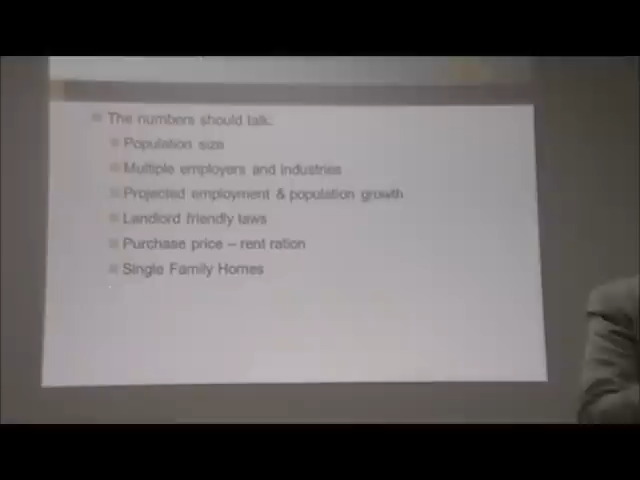 The numbers should talk:
Population size
Multiple employers and industries
Projected employment & population growth
Landlord friendly laws
Purchase price – rent ration
Single Family Homes